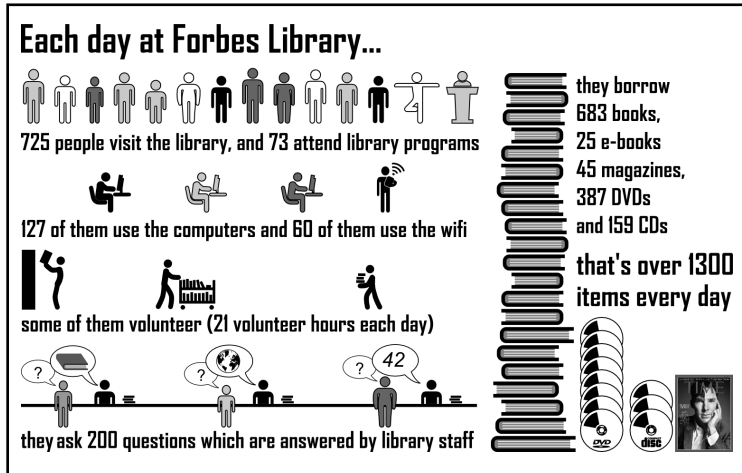 Each day at Forbes Library...
725 people visit the library, and 73 attend library programs
127 of them use the computers and 60 of them use the wifi
some of them volunteer (21 volunteer hours each day)
?
?
?
42
they ask 200 questions which are answered by library staff
they borrow
683 books,
25 e-books
45 magazines,
387 DVDs
and 159 CDs
that's over 1300
items every day
DVD
disc
TIME